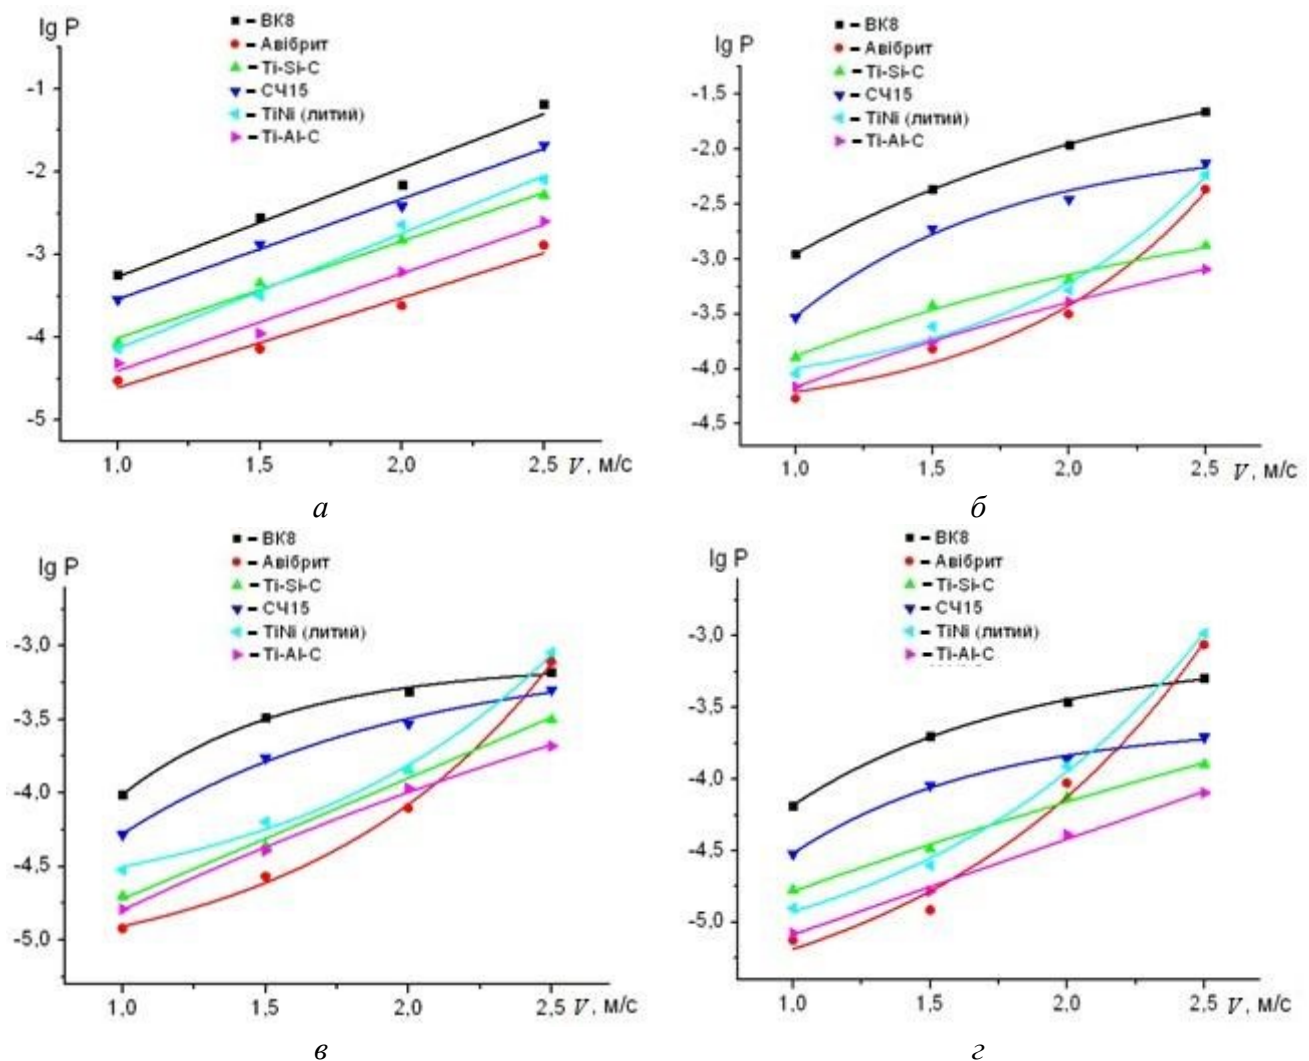 lg P
ВК8
Авібрит
Ti-Si-C
СЧ15
TiNi (литий)
Ti-Al-C
-1
-2
-3
-4
-5
1,0 1,5 2,0 2,5 V, м/с
а
lg P
ВК8
Авібрит
Ti-Si-C
СЧ15
TiNi (литий)
Ti-Al-C
-1,5
-2,0
-2,5
-3,0
-3,5
-4,0
-4,5
1,0 1,5 2,0 2,5 V, м/с
б
lg P
ВК8
Авібрит
Ti-Si-C
СЧ15
TiNi (литий)
Ti-Al-C
-3,0
-3,5
-4,0
-4,5
-5,0
1,0 1,5 2,0 2,5 V, м/с
в
lg P
ВК8
Авібрит
Ti-Si-C
СЧ15
TiNi (литий)
Ti-Al-C
-3,0
-3,5
-4,0
-4,5
-5,0
1,0 1,5 2,0 2,5 V, м/с
г